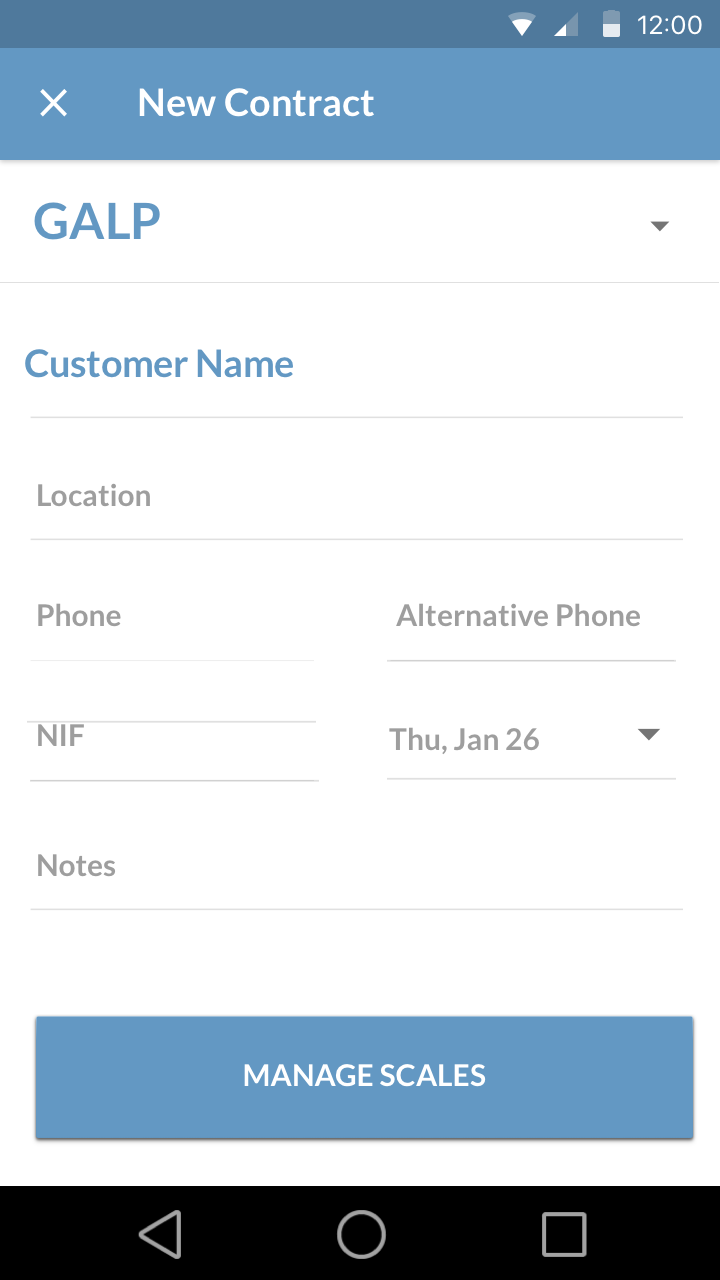 12:00
New Contract
GALP
Customer Name
Location
Phone
Alternative Phone
NIF
Thu, Jan 26
Notes
MANAGE SCALES